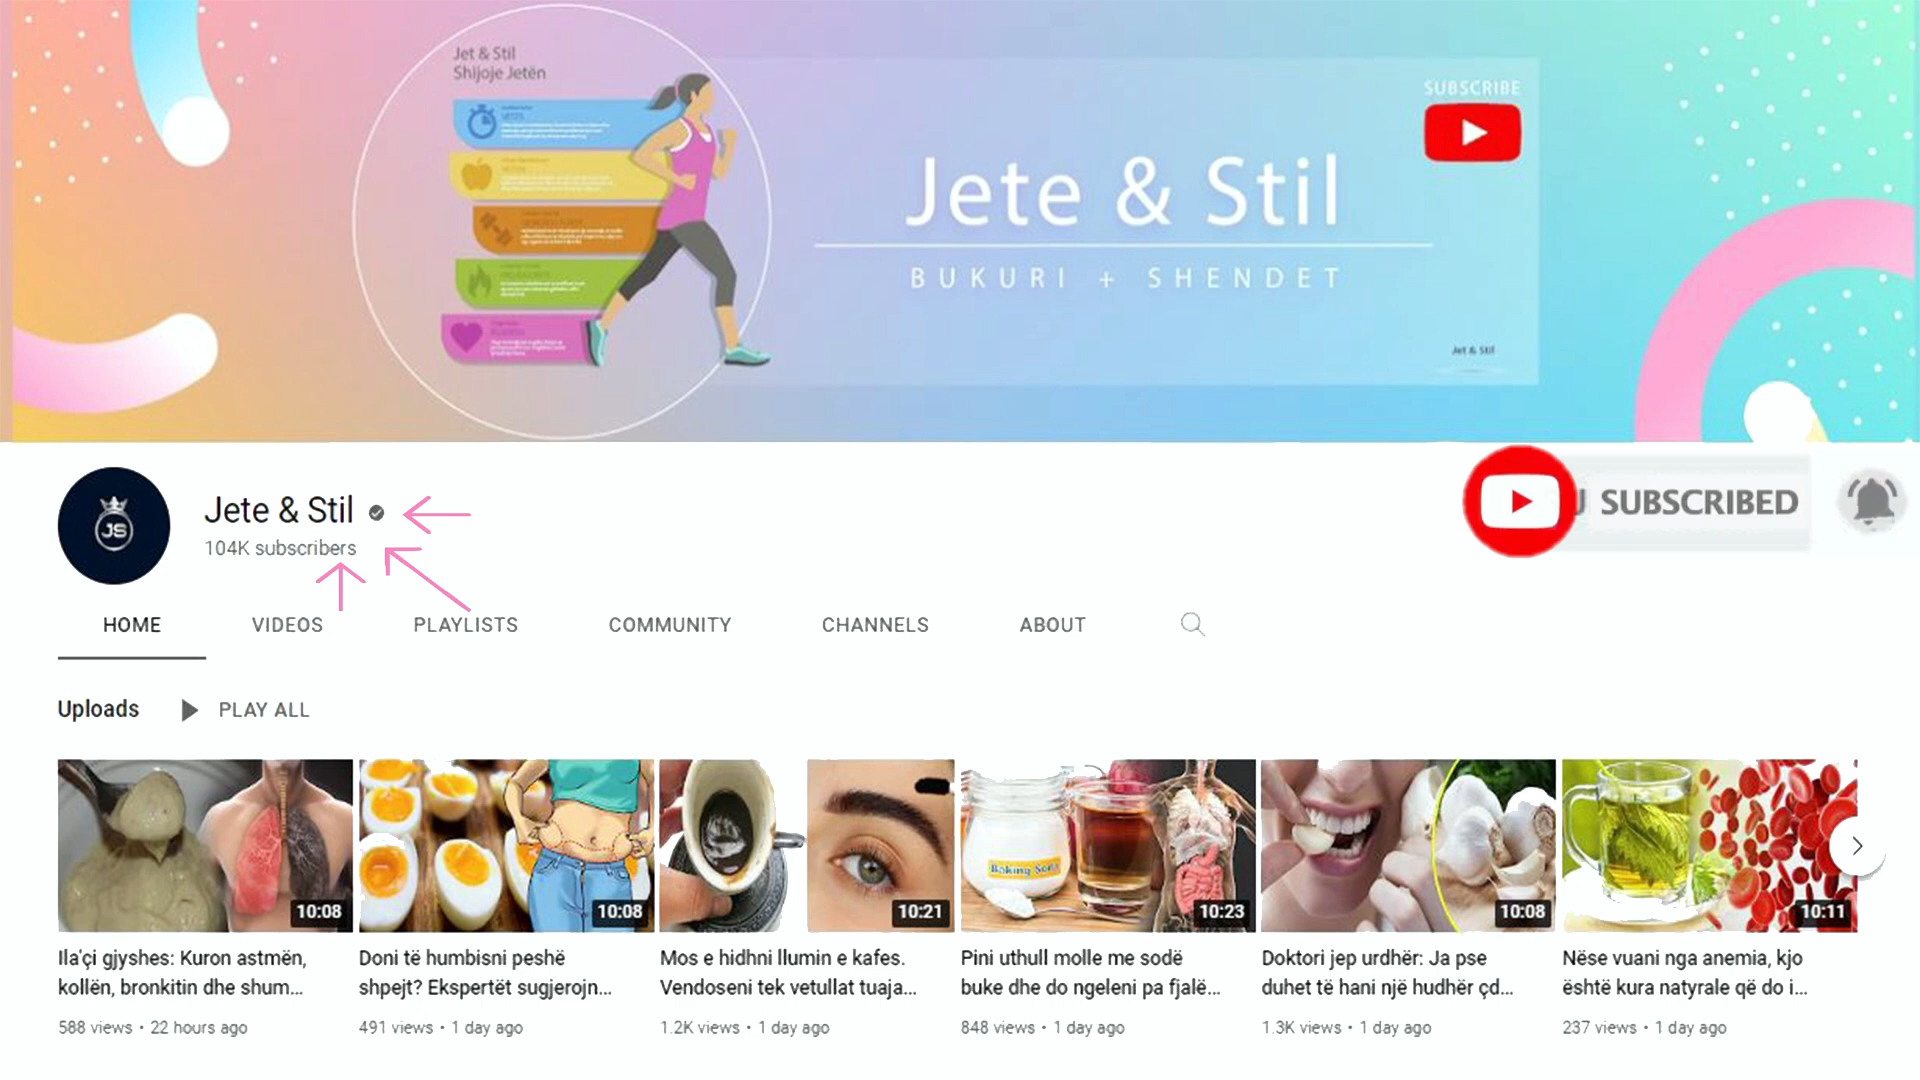 Jet & Stil
Shijoje Jetën
SUBSCRIBE
Jete & Stil
BUKURI + SHENDET
Jet & Stil
JS
Jete & Stil
104K subscribers
SUBSCRIBED
HOME VIDEOS PLAYLISTS COMMUNITY CHANNELS ABOUT
Uploads PLAY ALL
Baking Soda
10:08 10:08 10:21 10:23 10:08 10:11
Ila'çi gjyshes: Kuron astmën,
kollën, bronkitin dhe shum...
588 views • 22 hours ago
Doni të humbisni peshë
shpejt? Ekspertët sugjerojn...
491 views • 1 day ago
Mos e hidhni llumin e kafes.
Vendoseni tek vetullat tuaja...
1.2K views • 1 day ago
Pini uthull molle me sodë
buke dhe do ngeleni pa fjalë...
848 views • 1 day ago
Doktori jep urdhër: Ja pse
duhet të hani një hudhër çd...
1.3K views • 1 day ago
Nëse vuani nga anemia, kjo
është kura natyrale që do i...
237 views • 1 day ago